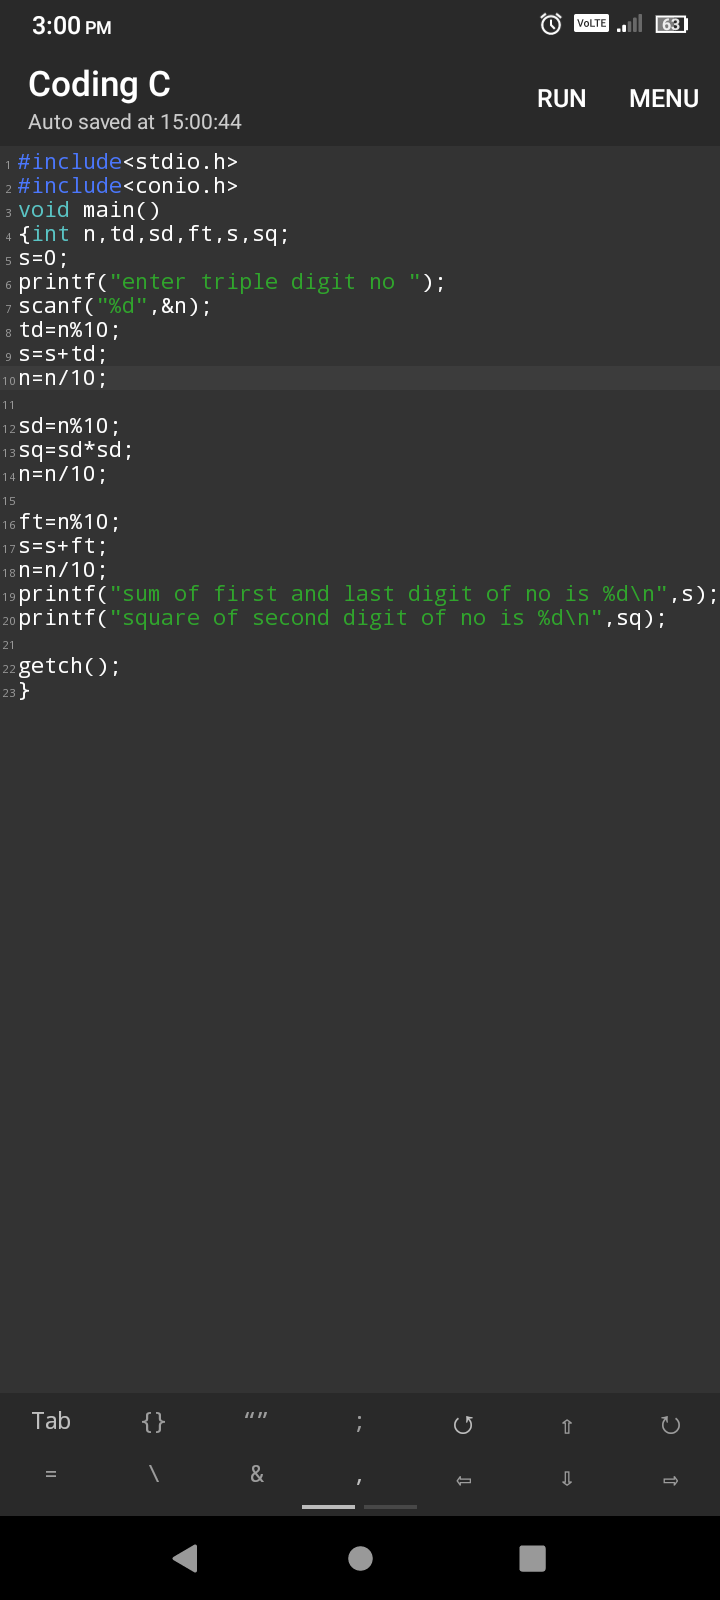 3:00 PM
VoLTE
63
Coding C
RUN MENU
Auto saved at 15:00:44
1 #include<stdio.h>
2 #include<conio.h>
3 void main()
4 {int n,td,sd,ft,s,sq;
5 s=0;
6 printf("enter triple digit no ");
7 scanf("%d",&n);
8 td=n%10;
9 s=s+td;
10 n=n/10;
11
12 sd=n%10;
13 sq=sd*sd;
14 n=n/10;
15
16 ft=n%10;
17 s=s+ft;
18 n=n/10;
19 printf("sum of first and last digit of no is %d\n",s);
20 printf("square of second digit of no is %d\n",sq);
21
22 getch();
23 }
Tab {} “” ; ↺ ⇧ ↻
= \ & , ⇦ ⇩ ⇨